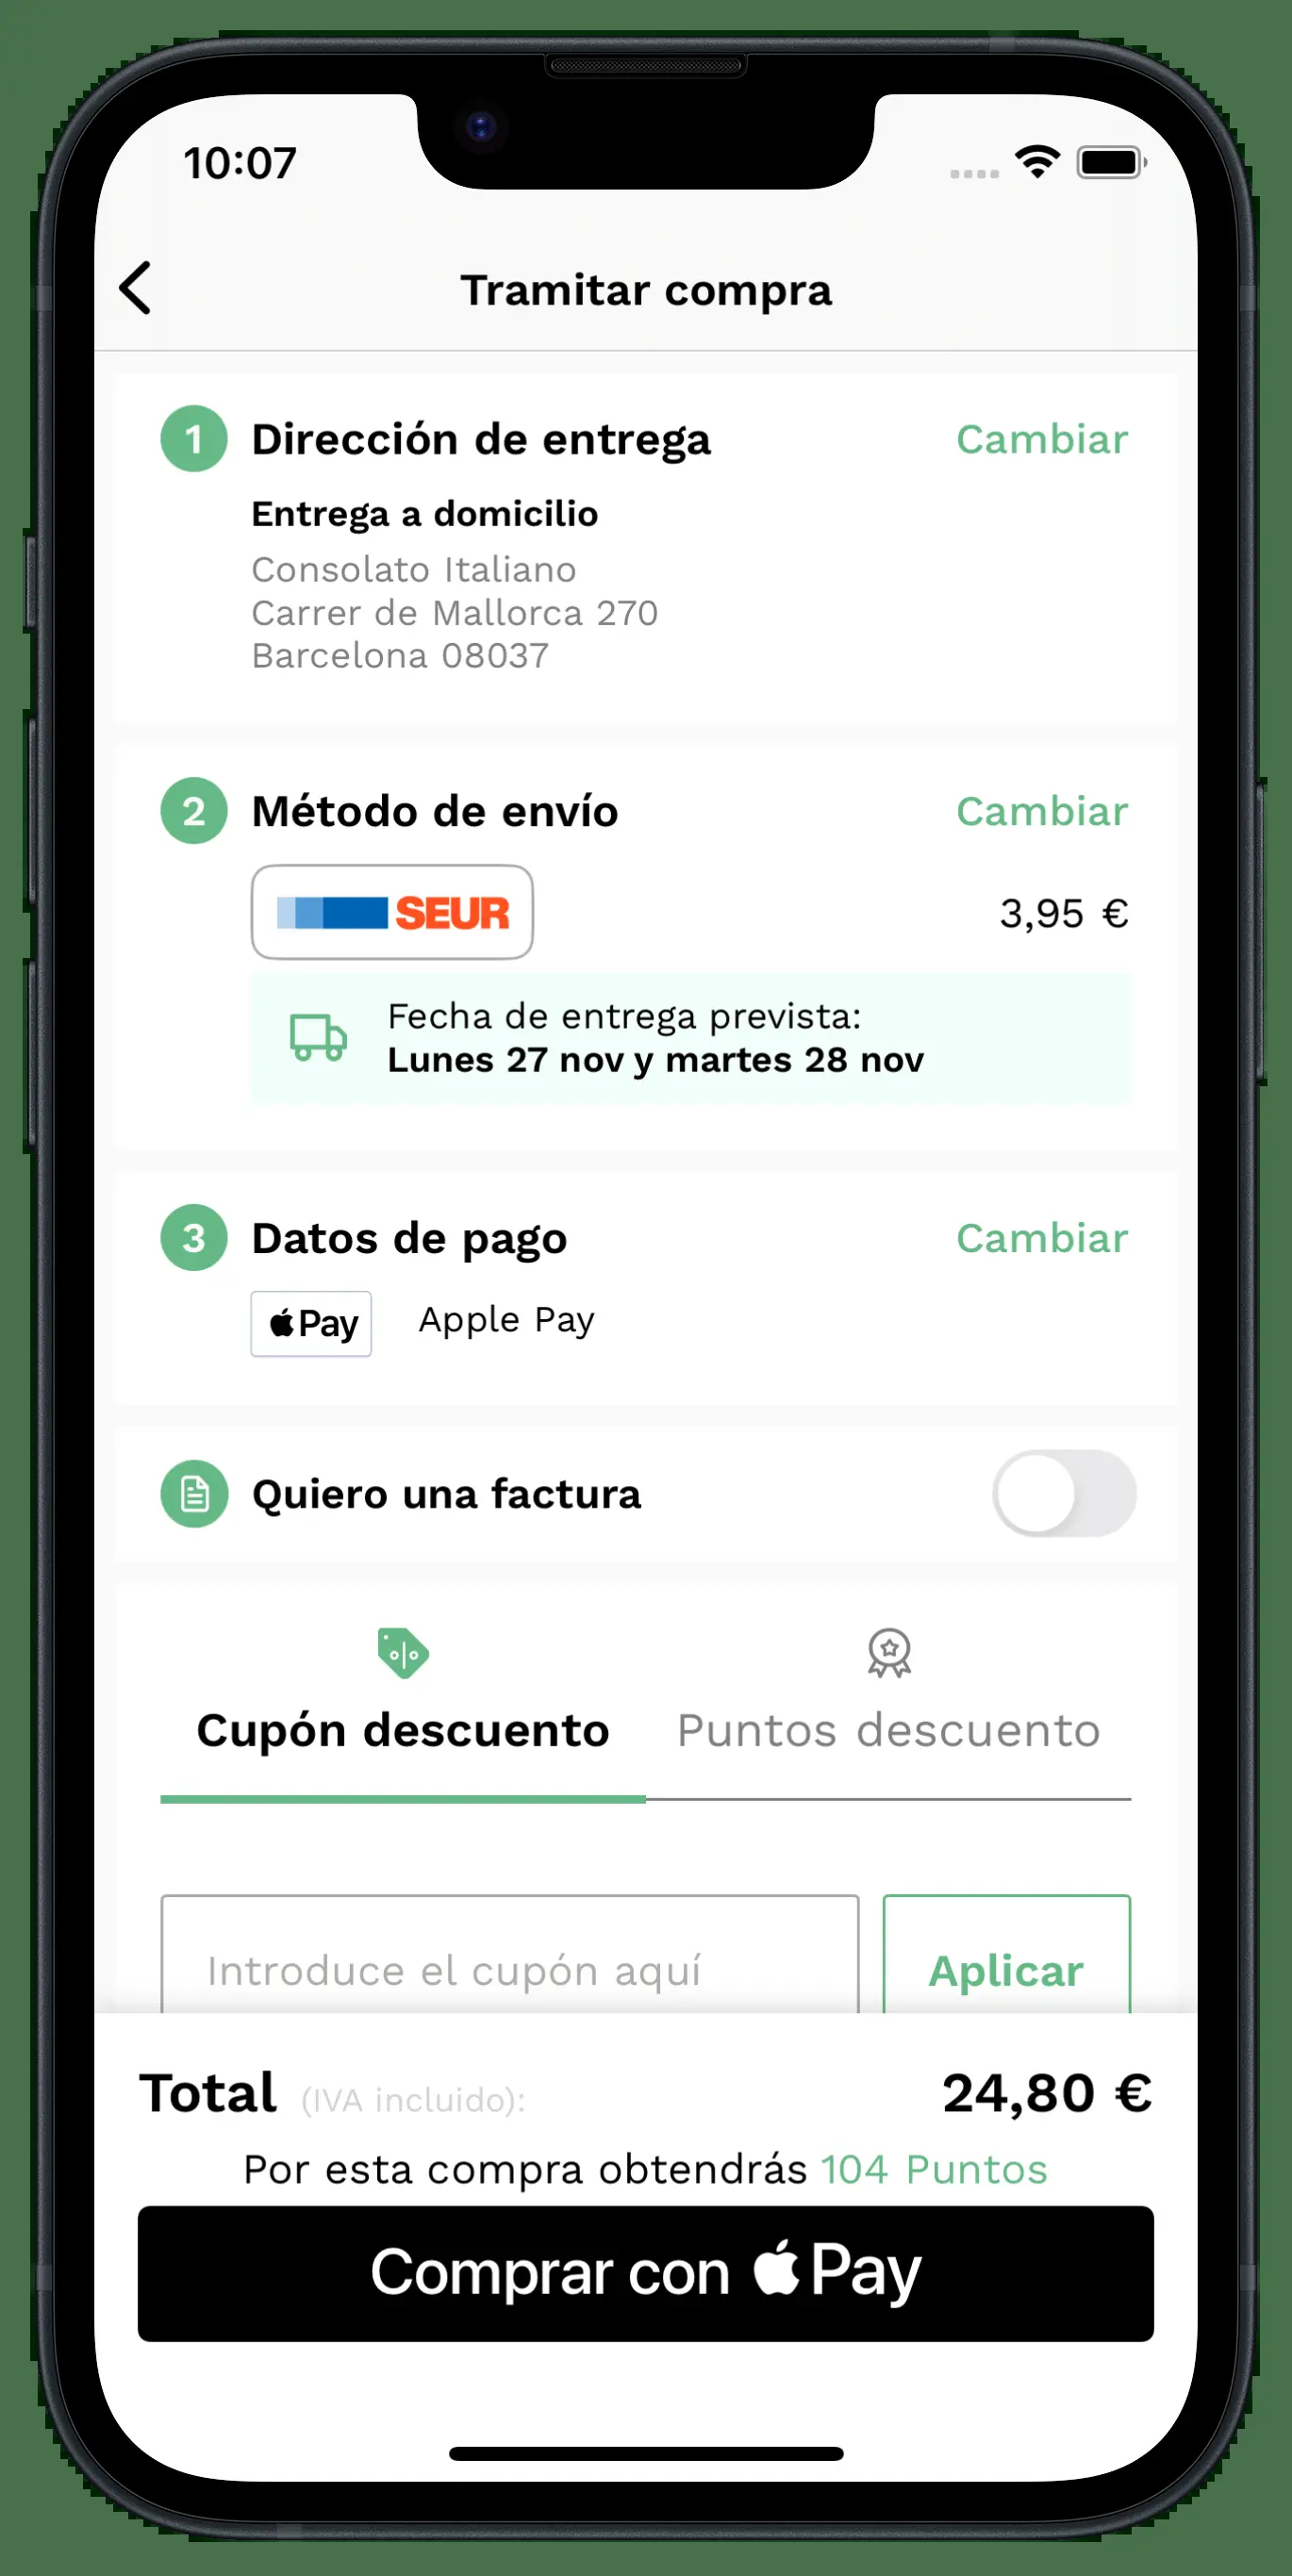 10:07
Tramitar compra
1 Dirección de entrega Cambiar
Entrega a domicilio
Consolato Italiano
Carrer de Mallorca 270
Barcelona 08037
2 Método de envío Cambiar
SEUR 3,95 €
Fecha de entrega prevista:
Lunes 27 nov y martes 28 nov
3 Datos de pago Cambiar
Pay Apple Pay
Quiero una factura
Cupón descuento Puntos descuento
Introduce el cupón aquí Aplicar
Total (IVA incluido): 24,80 €
Por esta compra obtendrás 104 Puntos
Comprar con Pay